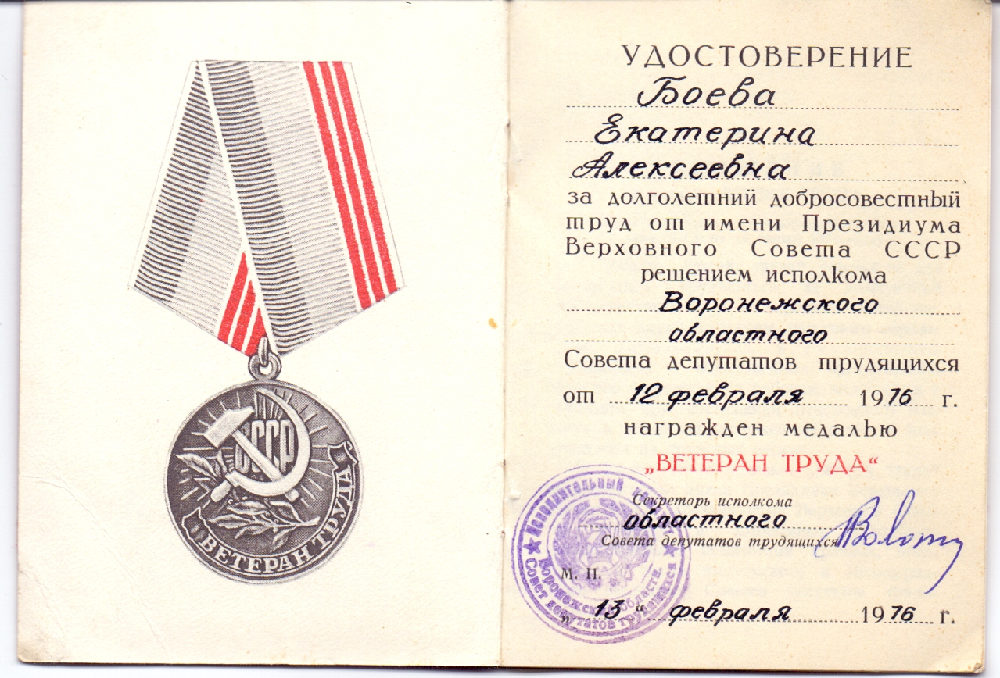 СССР
ВЕТЕРАН ТРУДА
УДОСТОВЕРЕНИЕ
Боева
Екатерина
Алексеевна
за долголетний добросовестный
труд от имени Президиума
Верховного Совета СССР
решением исполкома
Воронежского
областного
Совета депутатов трудящихся
от 12 февраля 1976 г.
награжден медалью
„ВЕТЕРАН ТРУДА“
Секретарь исполкома
областного
Совета депутатов трудящихся
М. П.
„13“ февраля 1976 г.
Исполнительный
Воронежской области
Совет депутатов трудящихся